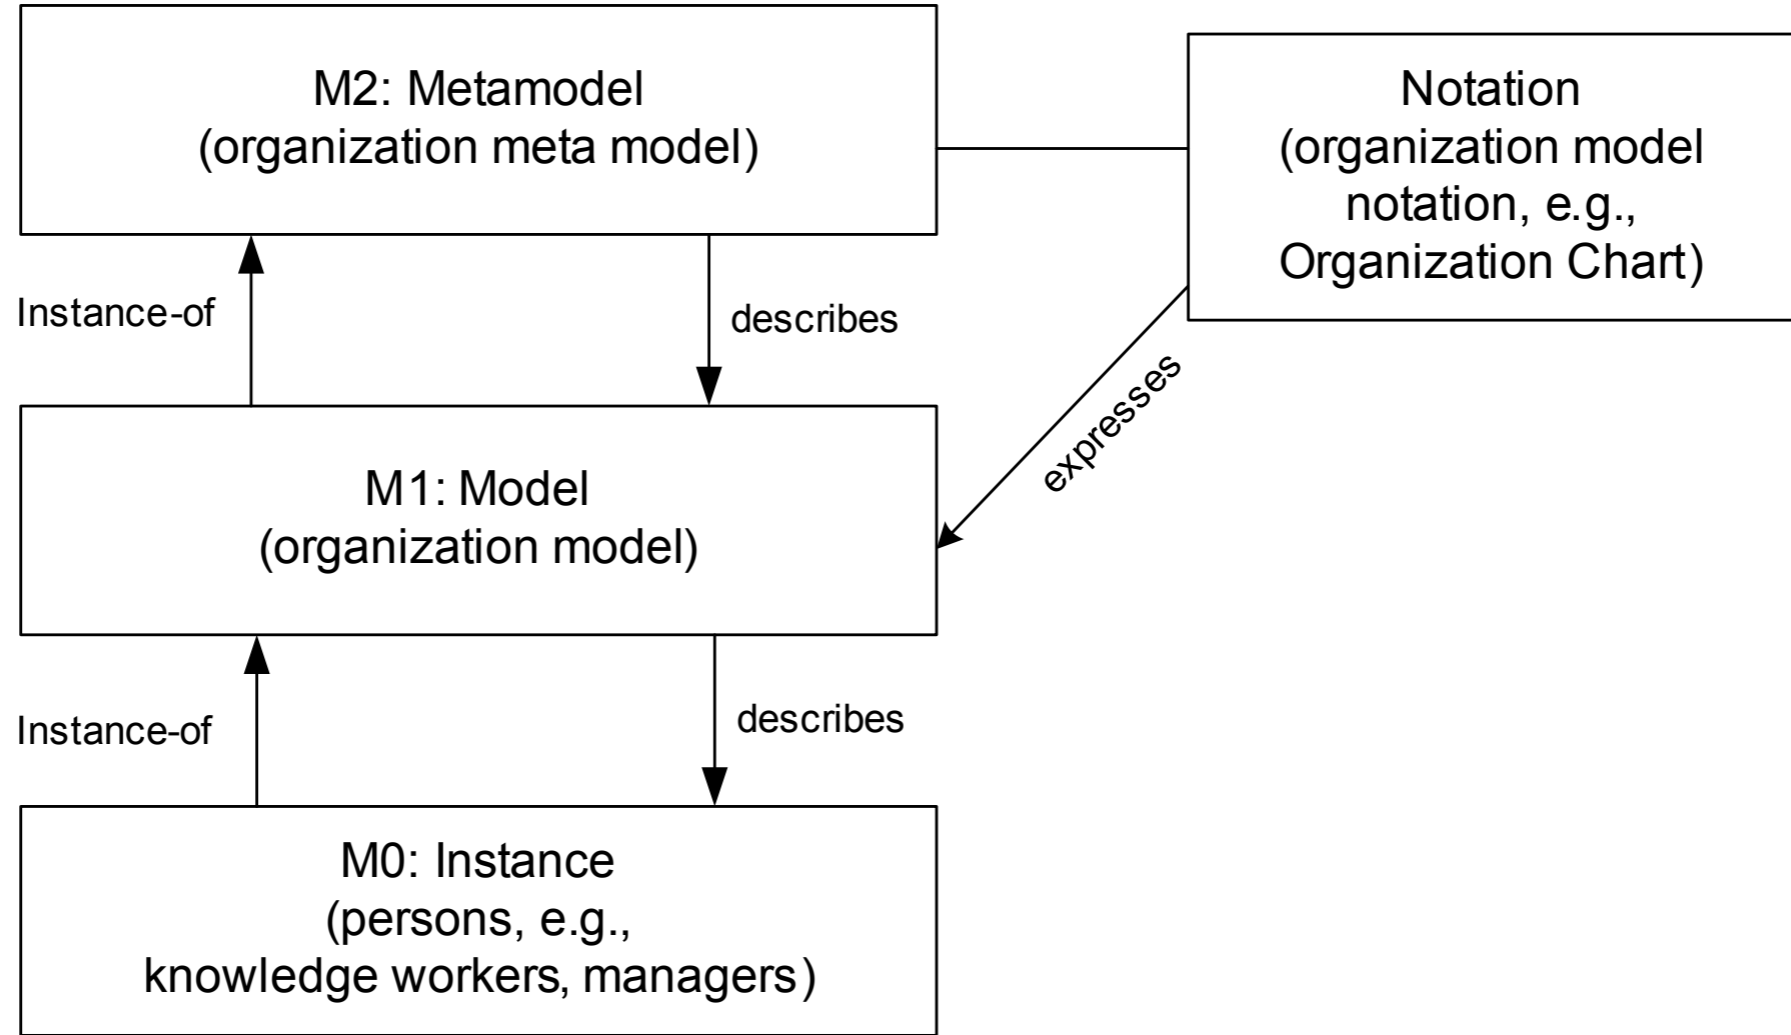 M2: Metamodel
(organization meta model)
Notation
(organization model
notation, e.g.,
Organization Chart)
Instance-of
describes
expresses
M1: Model
(organization model)
Instance-of
describes
M0: Instance
(persons, e.g.,
knowledge workers, managers)